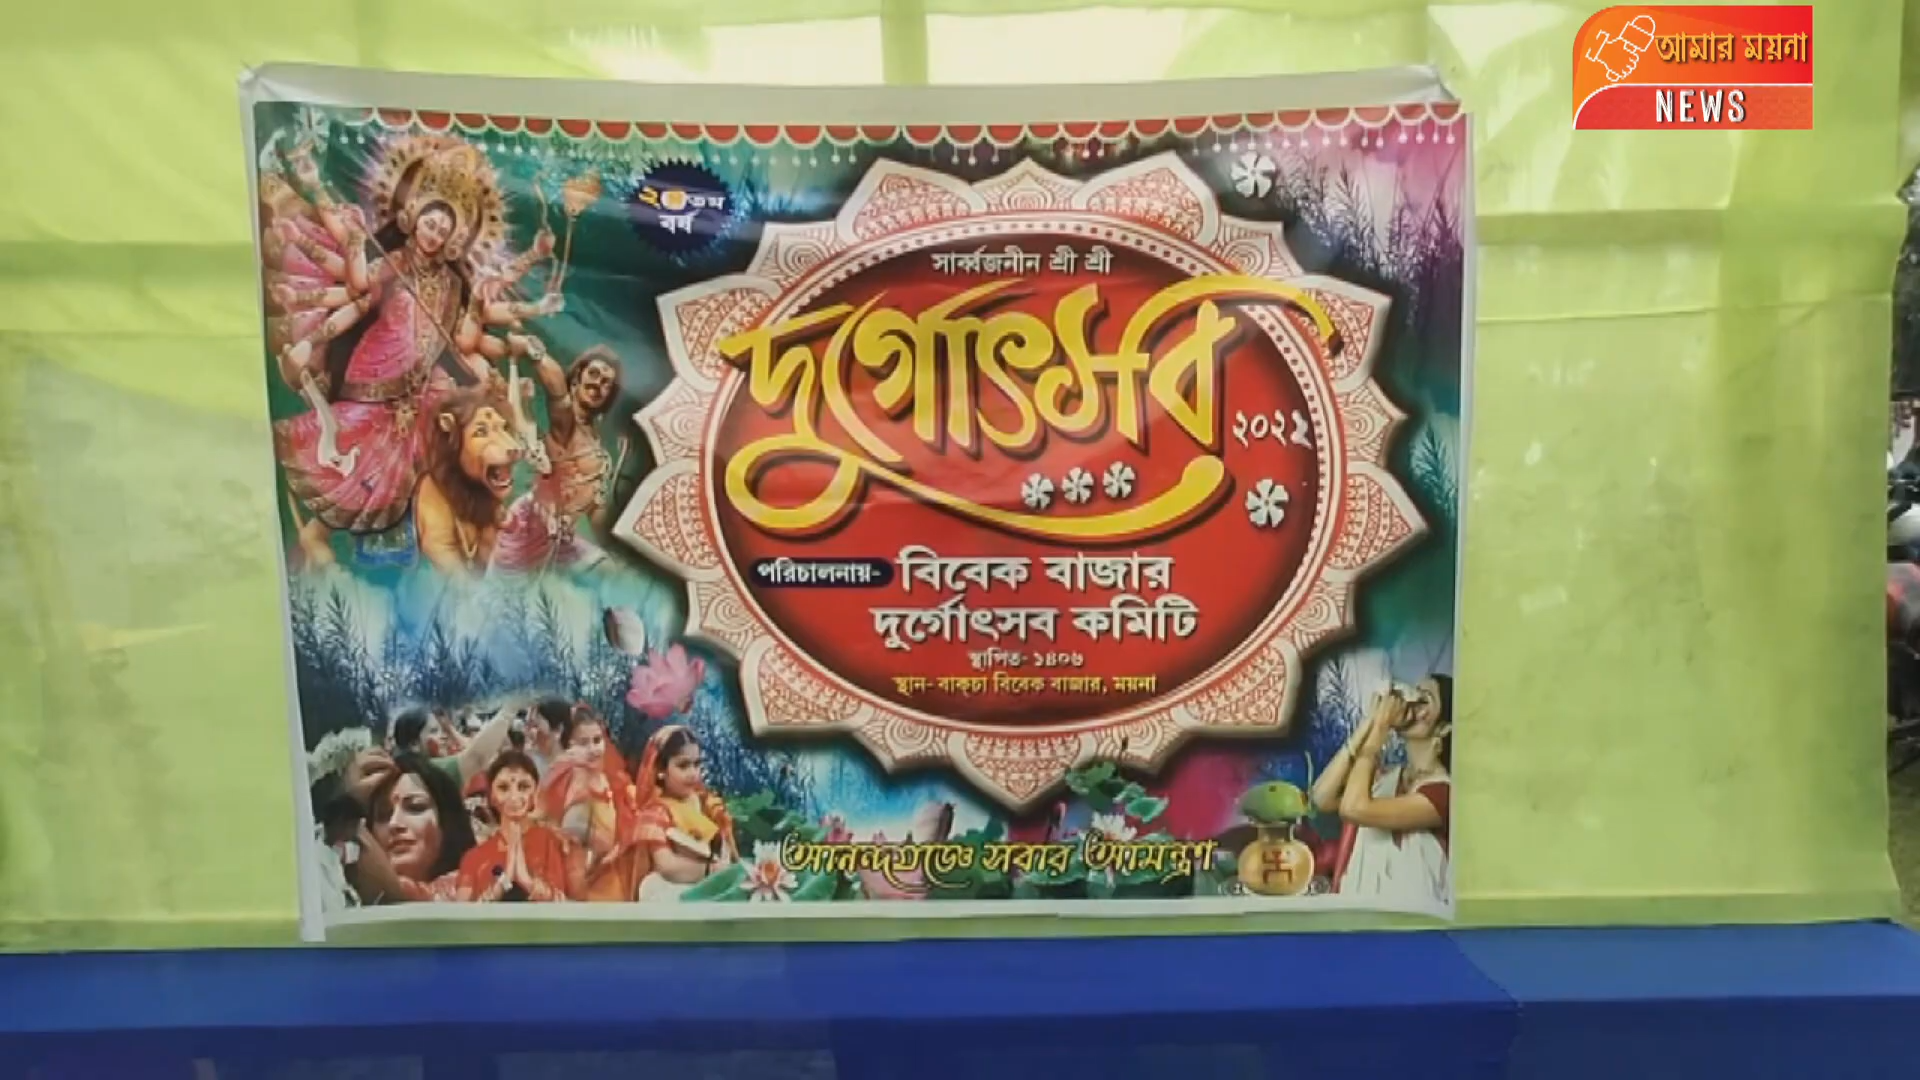 আমার ময়না
NEWS
বর্ষ
সার্ব্বজনীন শ্রী শ্রী
দুর্গোৎসব
২০২২
পরিচালনায়- বিবেক বাজার
দুর্গোৎসব কমিটি
স্থাপিত- ১৪০৬
স্থান- বাকচা বিবেক বাজার, ময়না
আনন্দযজ্ঞে সবার আমন্ত্রণ